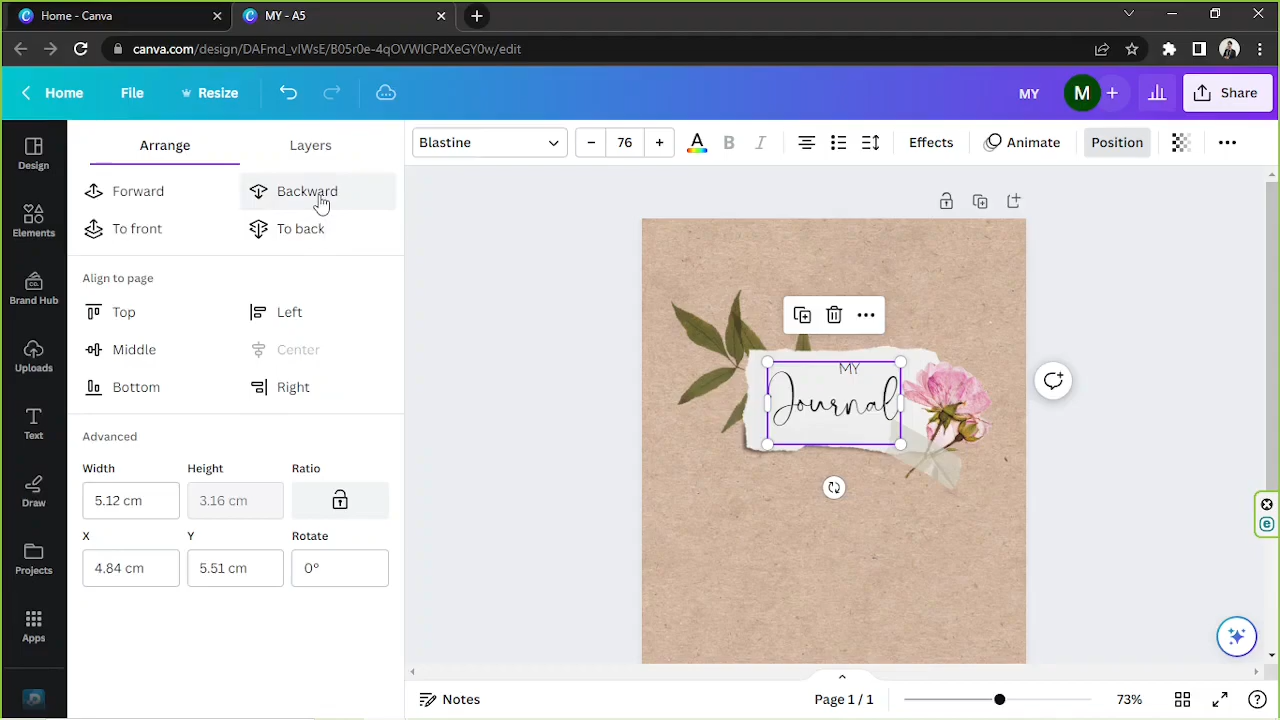 Home - Canva
MY - A5
canva.com/design/DAFmd_vIWsE/B05r0e-4qOVWICPdXeGY0w/edit
Home File Resize MY M Share
Design
Elements
Brand Hub
Uploads
Text
Draw
Projects
Apps
Arrange Layers
Forward Backward
To front To back
Align to page
Top Left
Middle Center
Bottom Right
Advanced
Width Height Ratio
5.12 cm 3.16 cm
X Y Rotate
4.84 cm 5.51 cm 0°
Blastine 76 A B I Effects Animate Position
MY
Journal
Notes Page 1 / 1 73%